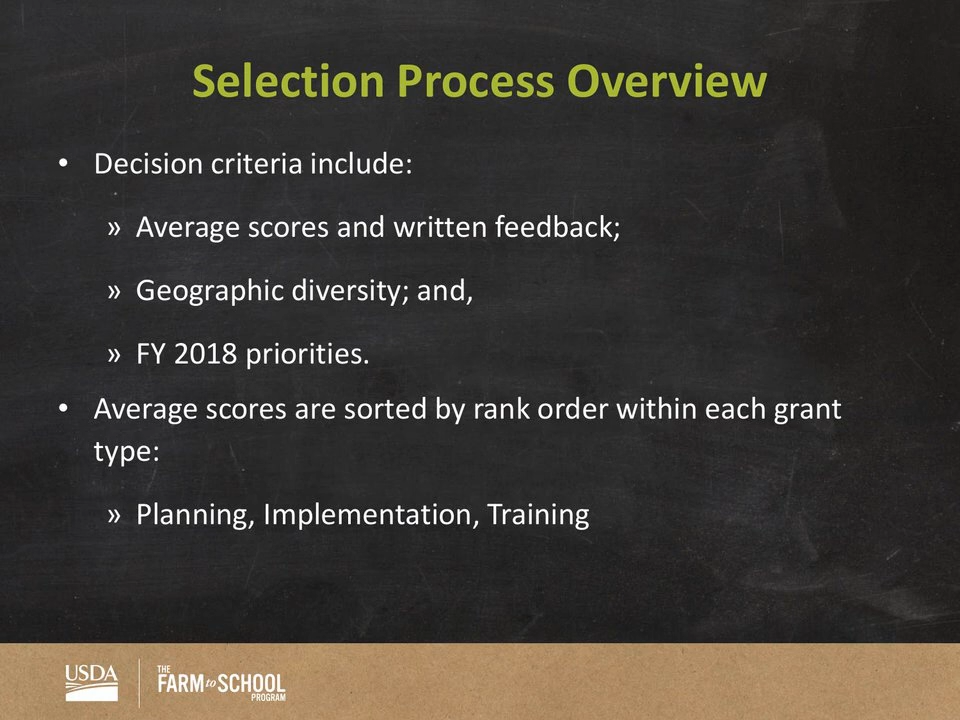 Selection Process Overview
• Decision criteria include:
» Average scores and written feedback;
» Geographic diversity; and,
» FY 2018 priorities.
• Average scores are sorted by rank order within each grant
type:
» Planning, Implementation, Training
USDA
THE
FARM to SCHOOL
PROGRAM